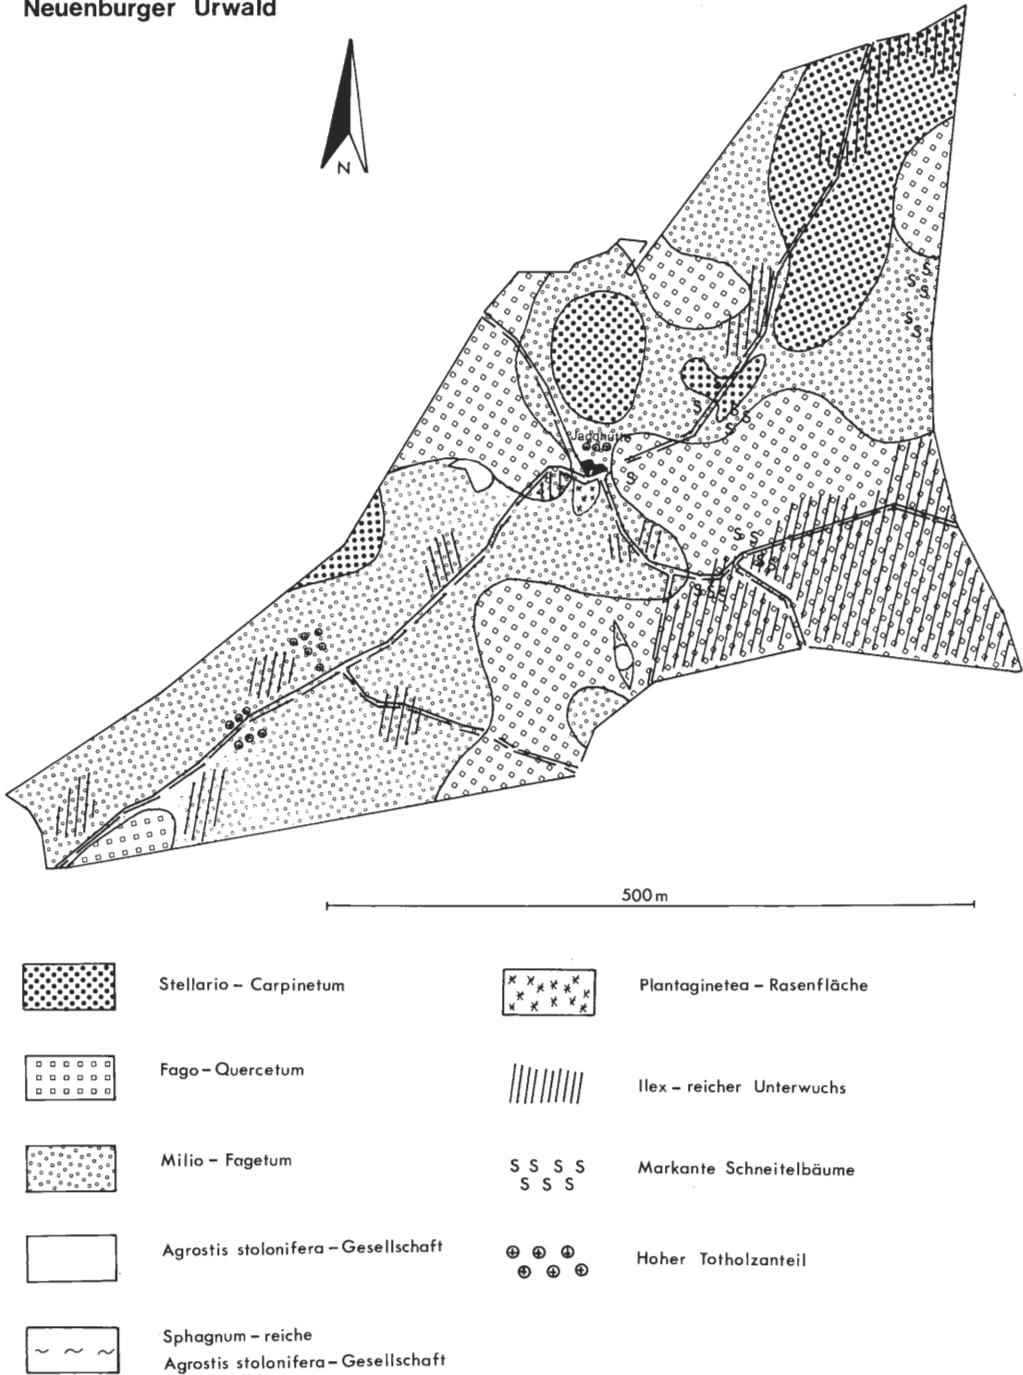 Neuenburger Urwald
N
Jagdhütte
500 m
Stellario – Carpinetum
Fago – Quercetum
Milio – Fagetum
Agrostis stolonifera – Gesellschaft
Sphagnum – reiche
Agrostis stolonifera – Gesellschaft
Plantaginetea – Rasenfläche
Ilex – reicher Unterwuchs
S S S S
S S S
Markante Schneitelbäume
Hoher Totholzanteil